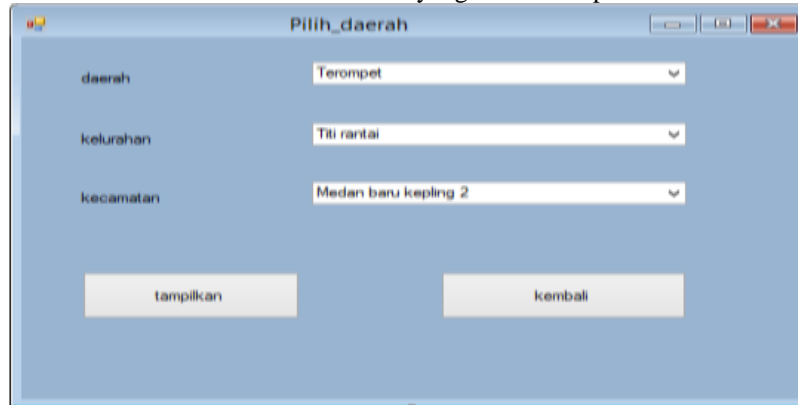 Pilih_daerah
daerah Terompet
kelurahan Titi rantai
kecamatan Medan baru kepling 2
tampilkan kembali